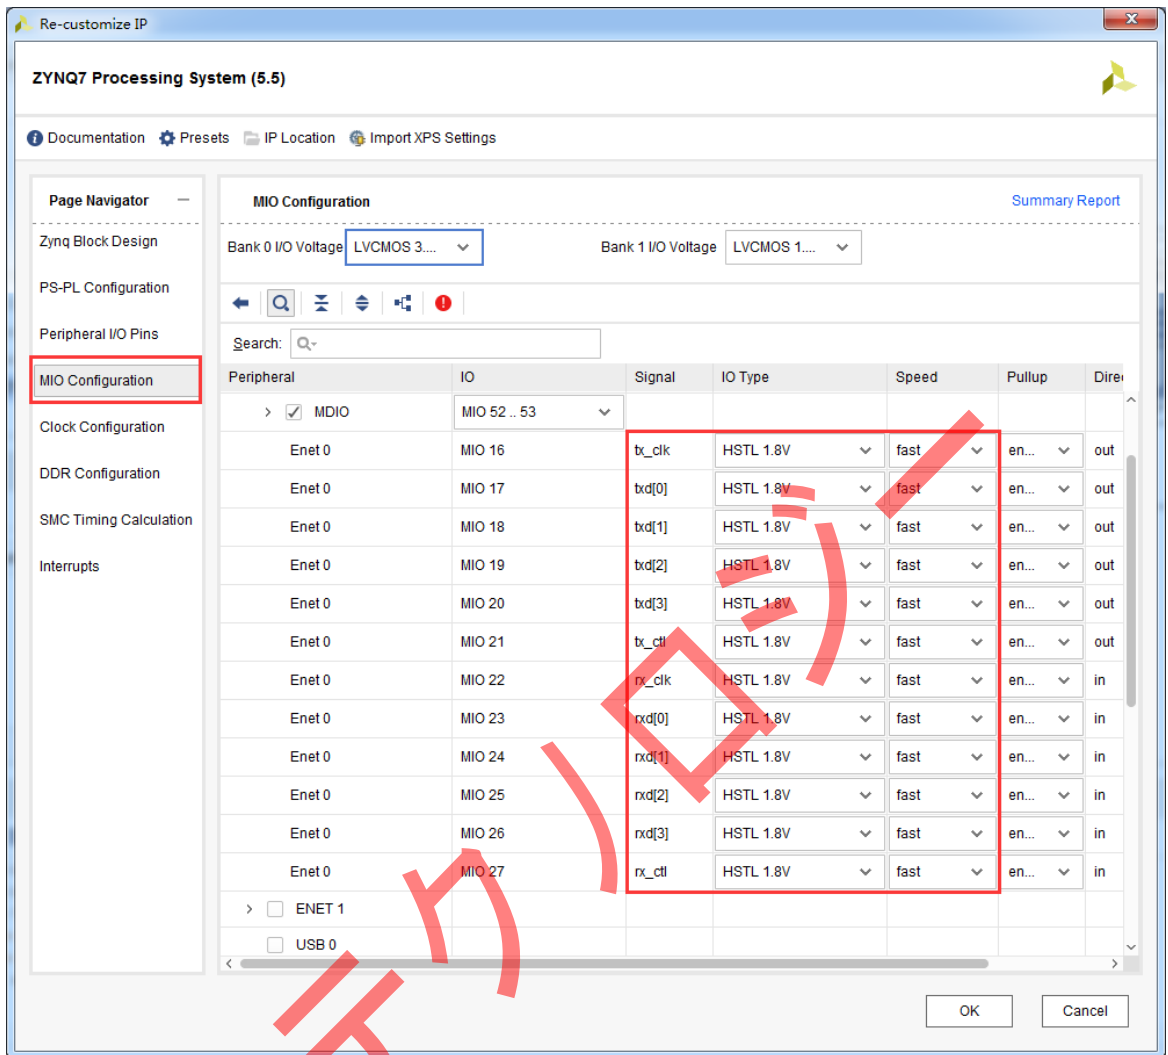 Re-customize IP
ZYNQ7 Processing System (5.5)
Documentation Presets IP Location Import XPS Settings
Page Navigator
Zynq Block Design
PS-PL Configuration
Peripheral I/O Pins
MIO Configuration
Clock Configuration
DDR Configuration
SMC Timing Calculation
Interrupts
MIO Configuration Summary Report
Bank 0 I/O Voltage LVCMOS 3.... Bank 1 I/O Voltage LVCMOS 1....
Search:
Peripheral IO Signal IO Type Speed Pullup Direc
MDIO MIO 52 .. 53
Enet 0 MIO 16 tx_clk HSTL 1.8V fast en... out
Enet 0 MIO 17 txd[0] HSTL 1.8V fast en... out
Enet 0 MIO 18 txd[1] HSTL 1.8V fast en... out
Enet 0 MIO 19 txd[2] HSTL 1.8V fast en... out
Enet 0 MIO 20 txd[3] HSTL 1.8V fast en... out
Enet 0 MIO 21 tx_ctl HSTL 1.8V fast en... out
Enet 0 MIO 22 rx_clk HSTL 1.8V fast en... in
Enet 0 MIO 23 rxd[0] HSTL 1.8V fast en... in
Enet 0 MIO 24 rxd[1] HSTL 1.8V fast en... in
Enet 0 MIO 25 rxd[2] HSTL 1.8V fast en... in
Enet 0 MIO 26 rxd[3] HSTL 1.8V fast en... in
Enet 0 MIO 27 rx_ctl HSTL 1.8V fast en... in
ENET 1
USB 0
OK Cancel
テクノロジー